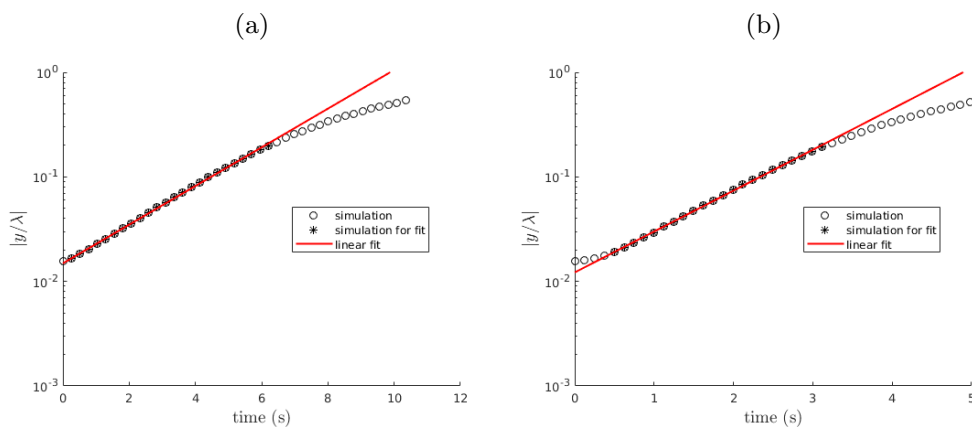 (a)
(b)
10^0
10^-1
10^-2
10^-3
|y/λ|
0 2 4 6 8 10 12
time (s)
simulation
simulation for fit
linear fit
10^0
10^-1
10^-2
10^-3
|y/λ|
0 1 2 3 4 5
time (s)
simulation
simulation for fit
linear fit